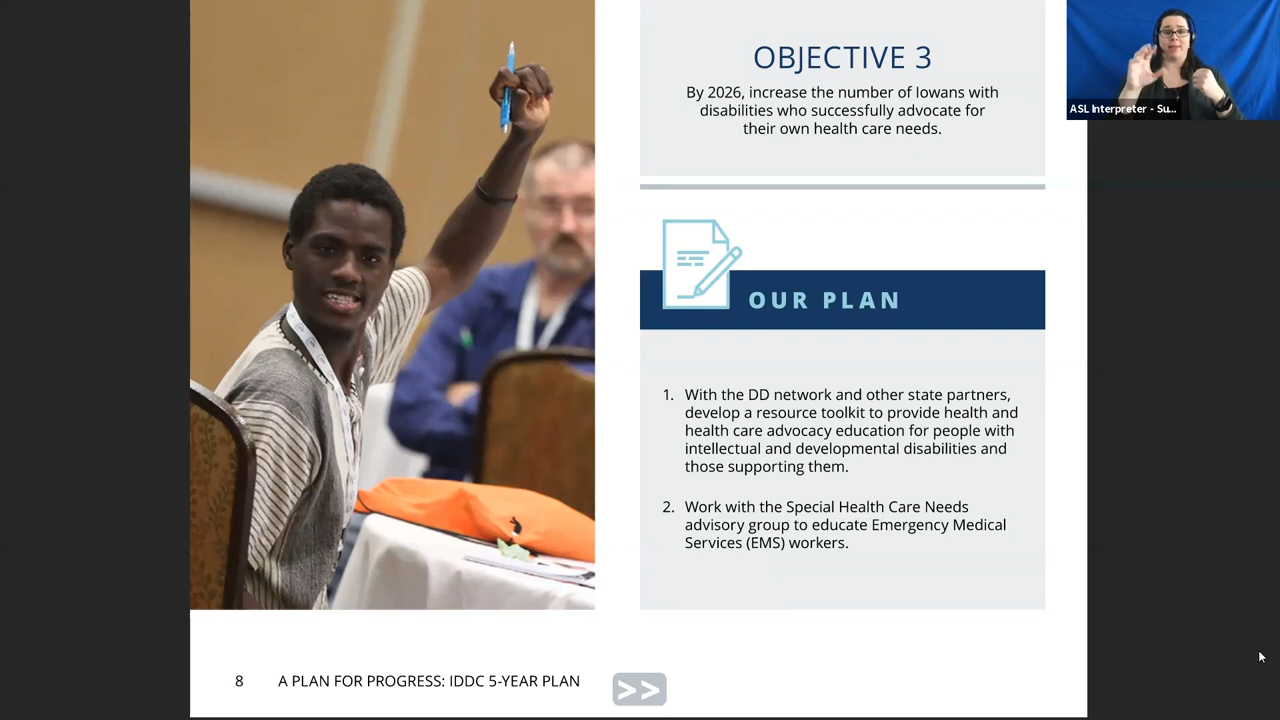 OBJECTIVE 3
By 2026, increase the number of Iowans with
disabilities who successfully advocate for
their own health care needs.
ASL Interpreter - Su...
OUR PLAN
1. With the DD network and other state partners,
develop a resource toolkit to provide health and
health care advocacy education for people with
intellectual and developmental disabilities and
those supporting them.
2. Work with the Special Health Care Needs
advisory group to educate Emergency Medical
Services (EMS) workers.
8 A PLAN FOR PROGRESS: IDDC 5-YEAR PLAN
>>